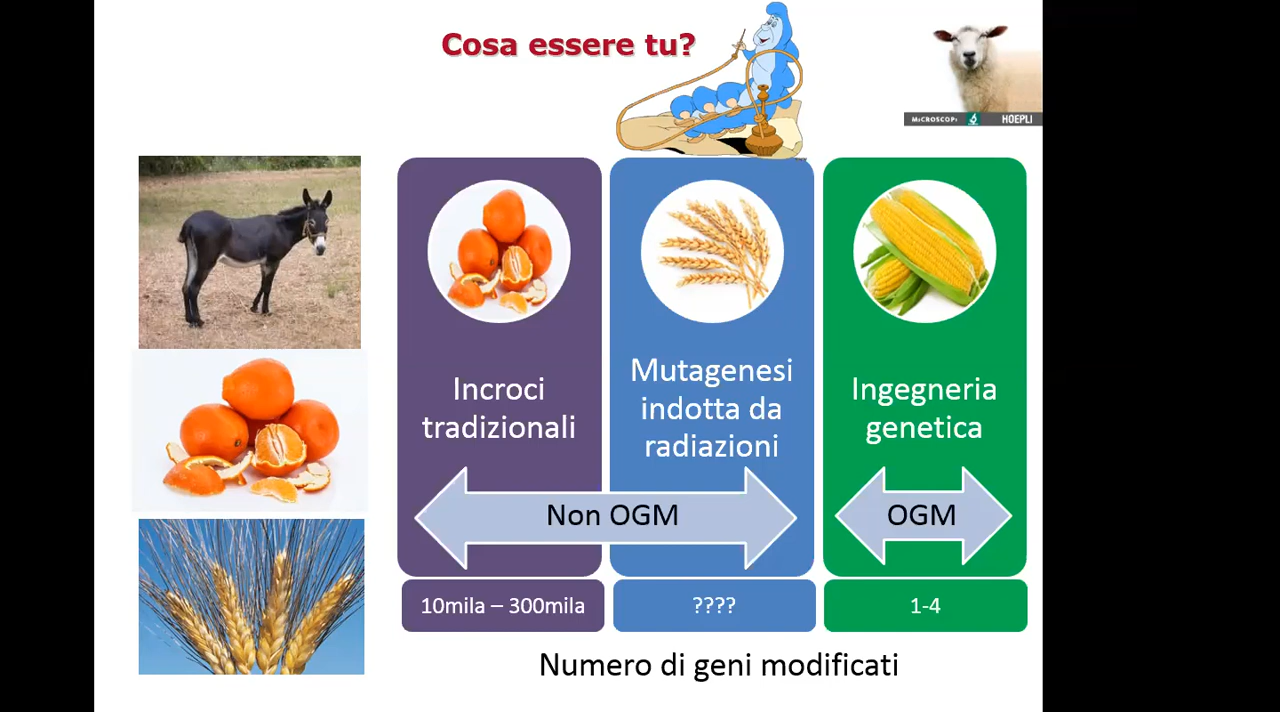 Cosa essere tu?
MiCROSCOPi
HOEPLI
Incroci
tradizionali
Mutagenesi
indotta da
radiazioni
Ingegneria
genetica
Non OGM
OGM
10mila – 300mila
????
1-4
Numero di geni modificati